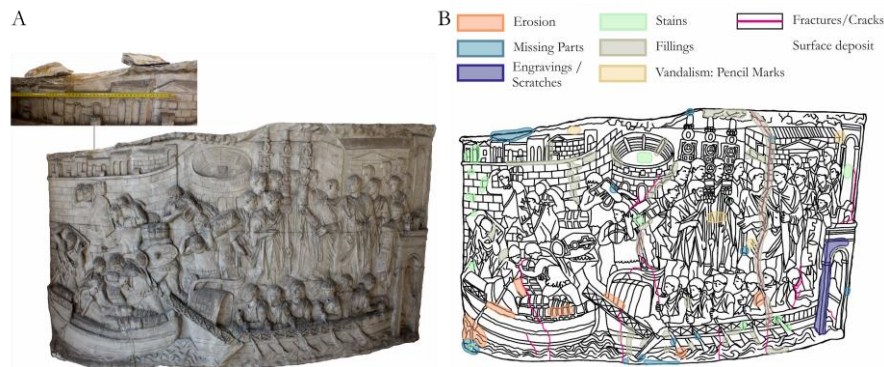 A
B
Erosion
Stains
Fractures/Cracks
Missing Parts
Fillings
Surface deposit
Engravings /
Scratches
Vandalism: Pencil Marks